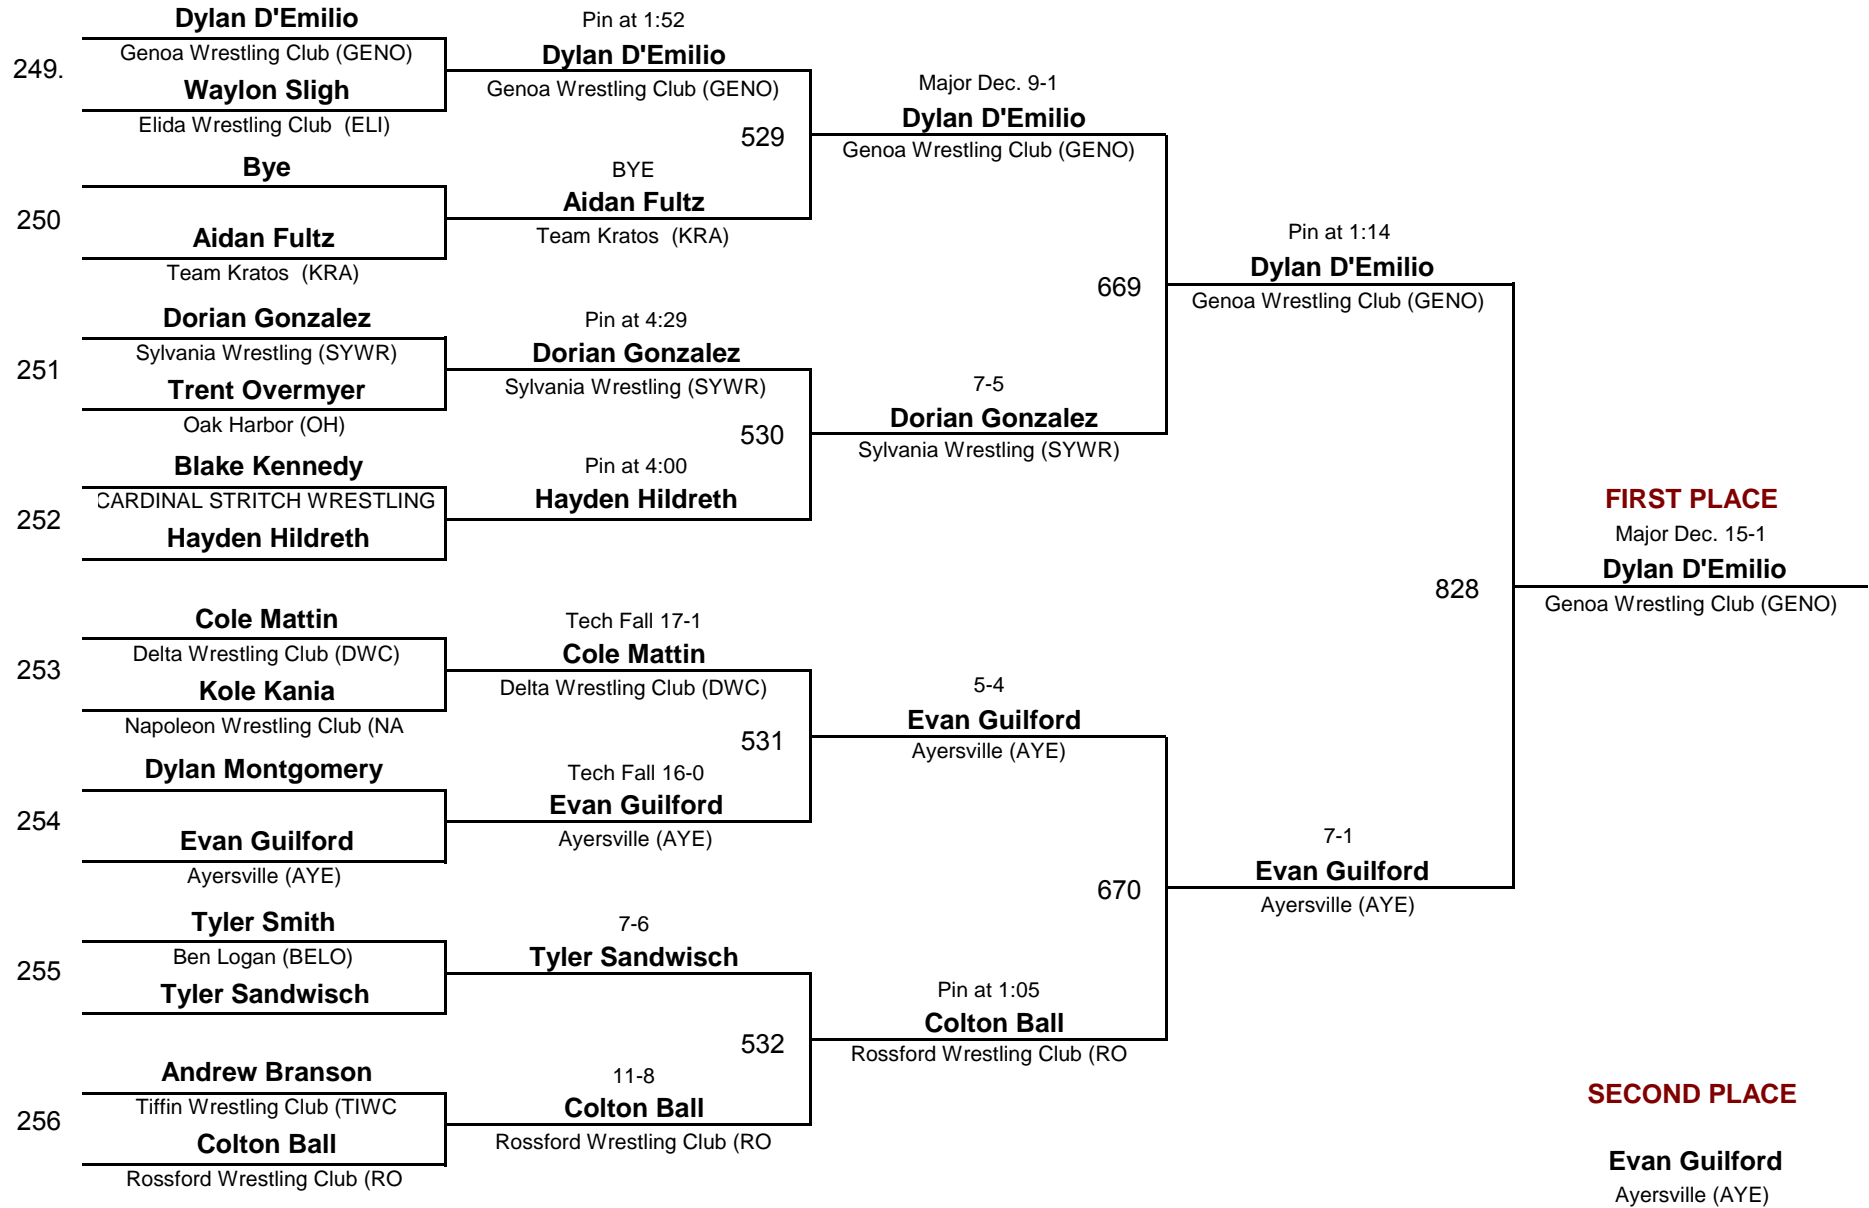 Dylan D'Emilio
Genoa Wrestling Club (GENO)
249.
Waylon Sligh
Elida Wrestling Club  (ELI)
Bye
250
Aidan Fultz
Team Kratos  (KRA)
Dorian Gonzalez
Sylvania Wrestling (SYWR)
251
Trent Overmyer
Oak Harbor (OH)
Blake Kennedy
CARDINAL STRITCH WRESTLING
252
Hayden Hildreth
Cole Mattin
Delta Wrestling Club (DWC)
253
Kole Kania
Napoleon Wrestling Club (NA
Dylan Montgomery
254
Evan Guilford
Ayersville (AYE)
Tyler Smith
Ben Logan (BELO)
255
Tyler Sandwisch
Andrew Branson
Tiffin Wrestling Club (TIWC
256
Colton Ball
Rossford Wrestling Club (RO
Pin at 1:52
Dylan D'Emilio
Genoa Wrestling Club (GENO)
529
BYE
Aidan Fultz
Team Kratos  (KRA)
Pin at 4:29
Dorian Gonzalez
Sylvania Wrestling (SYWR)
530
Pin at 4:00
Hayden Hildreth
Tech Fall 17-1
Cole Mattin
Delta Wrestling Club (DWC)
531
Tech Fall 16-0
Evan Guilford
Ayersville (AYE)
7-6
Tyler Sandwisch
532
11-8
Colton Ball
Rossford Wrestling Club (RO
Major Dec. 9-1
Dylan D'Emilio
Genoa Wrestling Club (GENO)
669
7-5
Dorian Gonzalez
Sylvania Wrestling (SYWR)
5-4
Evan Guilford
Ayersville (AYE)
670
Pin at 1:05
Colton Ball
Rossford Wrestling Club (RO
Pin at 1:14
Dylan D'Emilio
Genoa Wrestling Club (GENO)
828
7-1
Evan Guilford
Ayersville (AYE)
FIRST PLACE
Major Dec. 15-1
Dylan D'Emilio
Genoa Wrestling Club (GENO)
SECOND PLACE
Evan Guilford
Ayersville (AYE)